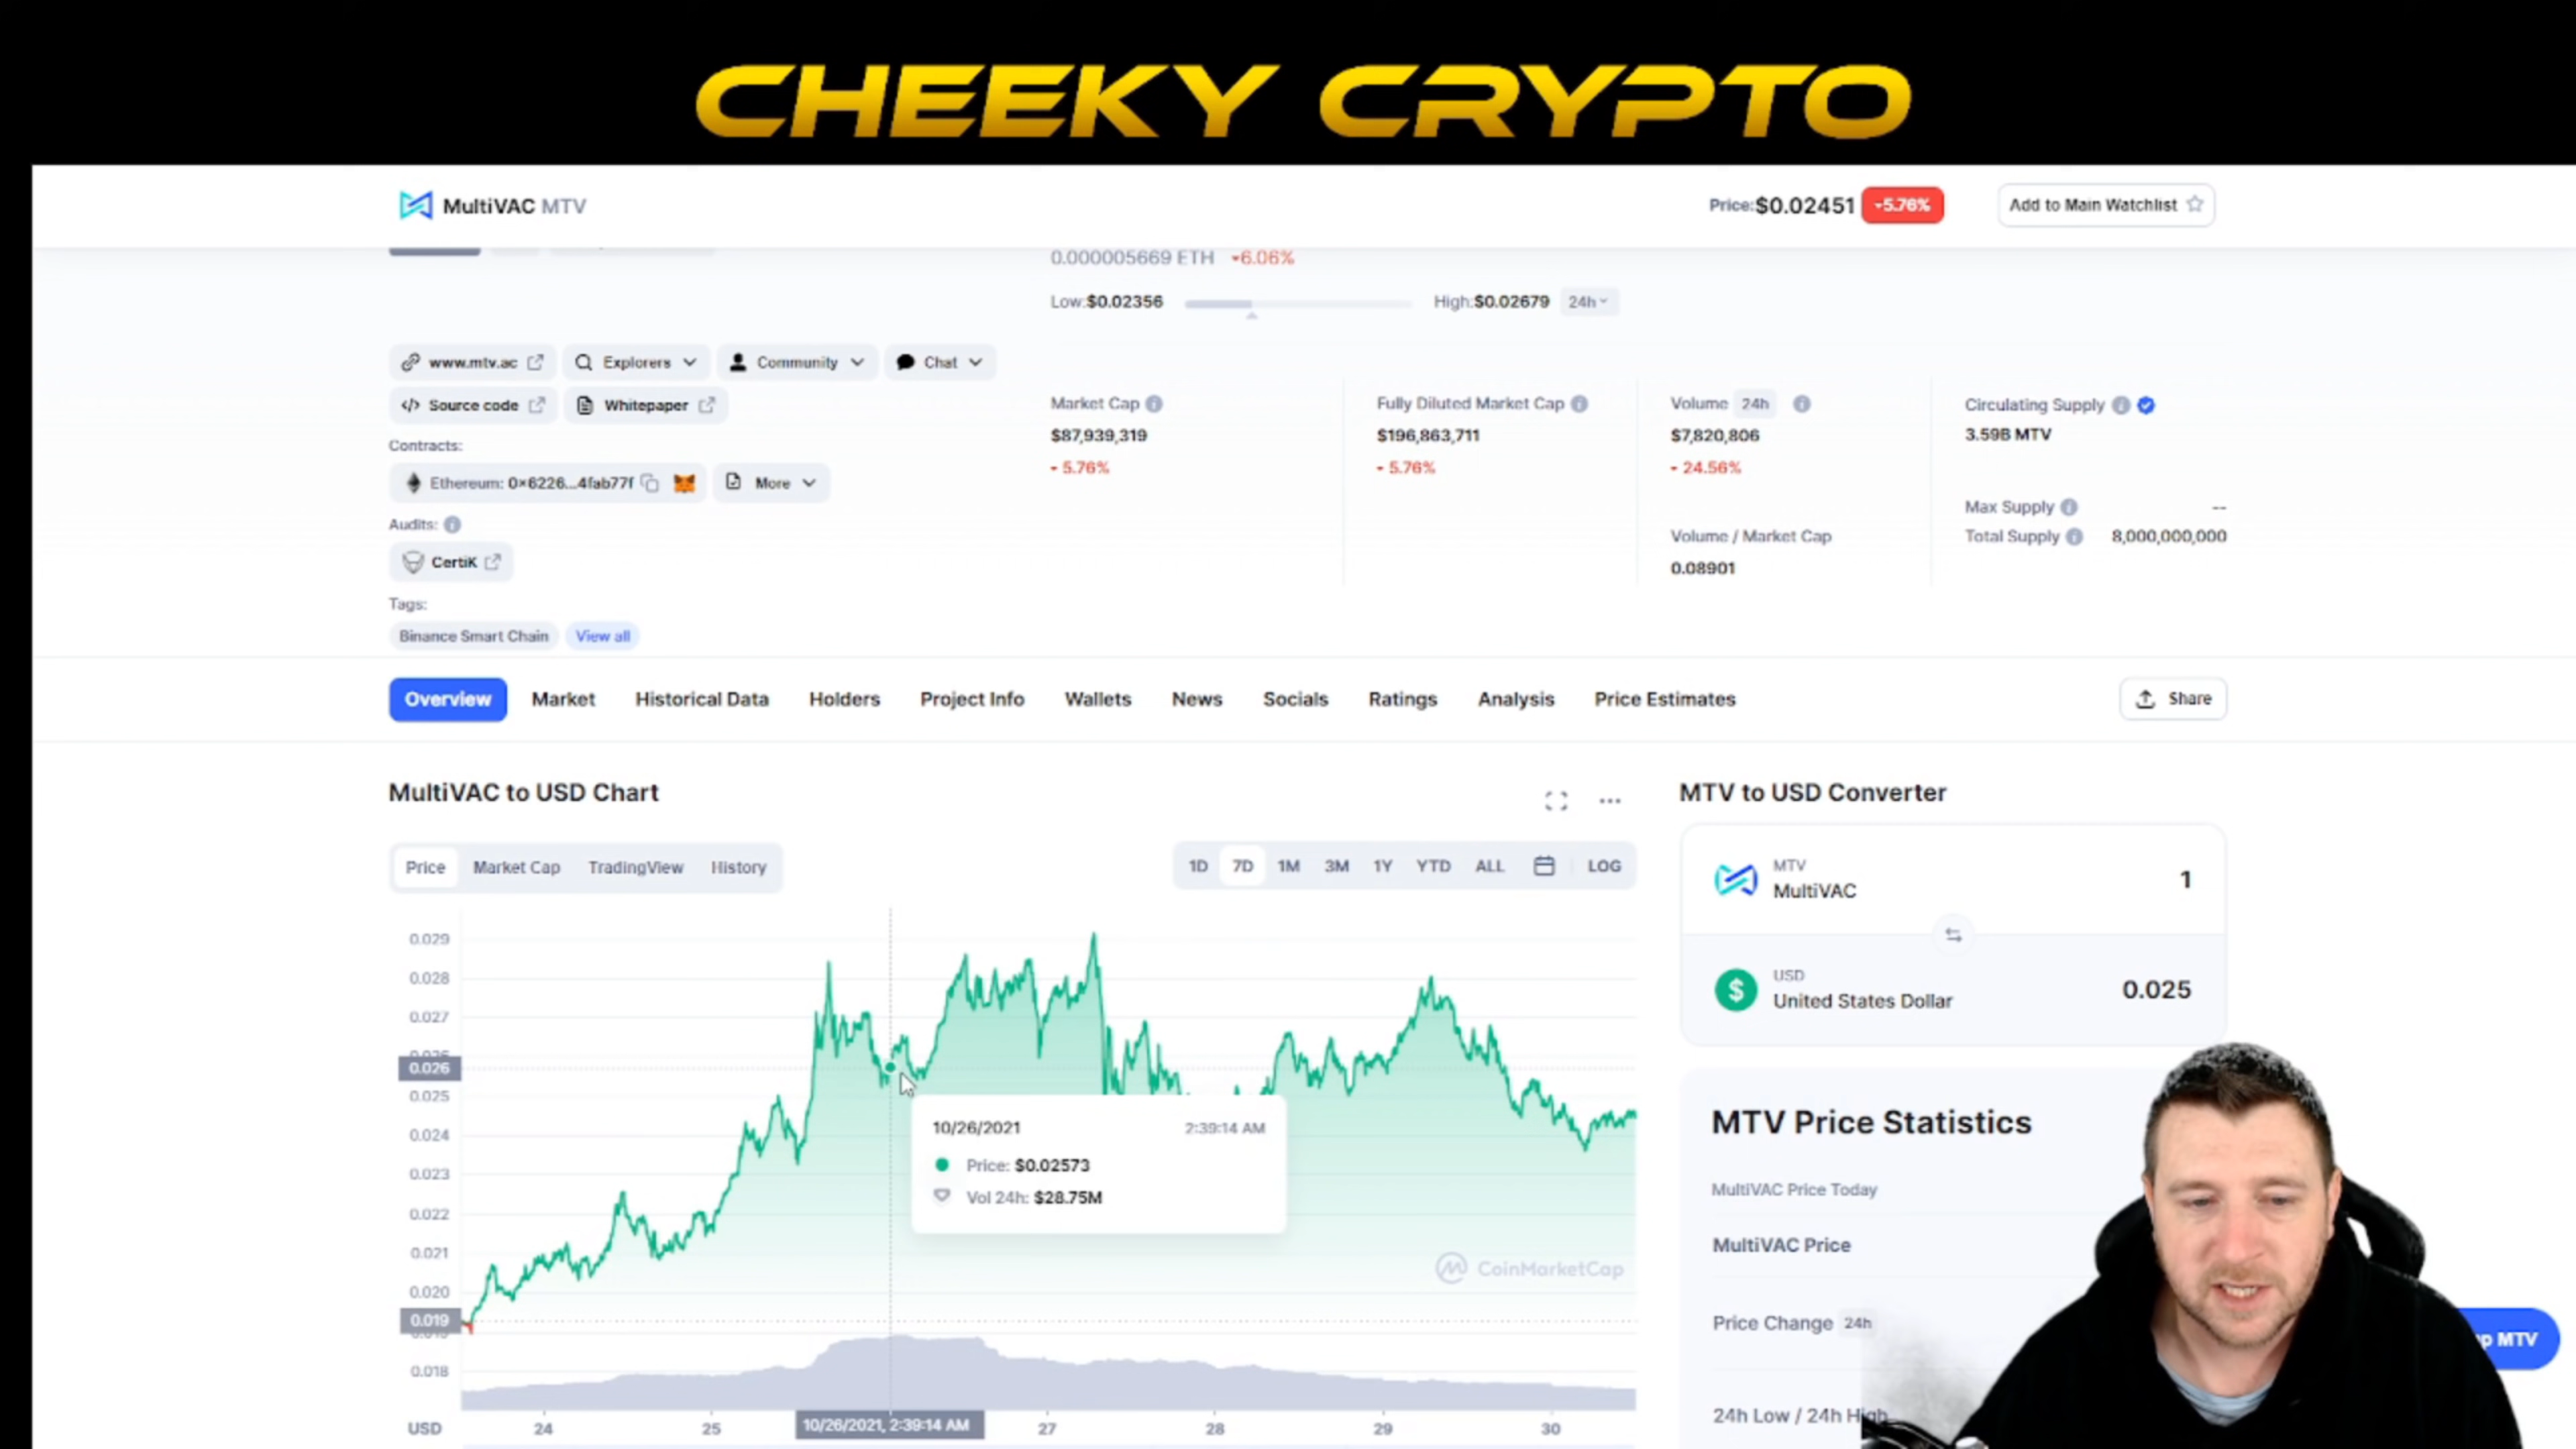 CHEEKY CRYPTO
MultiVAC MTV
Price:$0.02451 5.76%
Add to Main Watchlist
0.000005669 ETH 6.06%
Low:$0.02356
High:$0.02679 24h
www.mtv.ac
Explorers
Community
Chat
Source code
Whitepaper
Contracts:
Ethereum: 0x6226...4fab77f
More
Audits:
CertiK
Tags:
Binance Smart Chain
View all
Market Cap
$87,939,319
5.76%
Fully Diluted Market Cap
$196,863,711
5.76%
Volume 24h
$7,820,806
24.56%
Volume / Market Cap
0.08901
Circulating Supply
3.59B MTV
Max Supply --
Total Supply 8,000,000,000
Overview Market Historical Data Holders Project Info Wallets News Socials Ratings Analysis Price Estimates
Share
MultiVAC to USD Chart
Price Market Cap TradingView History
1D 7D 1M 3M 1Y YTD ALL LOG
0.029
0.028
0.027
0.026
0.025
0.024
0.023
0.022
0.021
0.020
0.019
0.018
10/26/2021 2:39:14 AM
Price: $0.02573
Vol 24h: $28.75M
CoinMarketCap
USD 24 25 10/26/2021, 2:39:14 AM 27 28 29 30
MTV to USD Converter
MTV
MultiVAC
1
USD
United States Dollar
0.025
MTV Price Statistics
MultiVAC Price Today
MultiVAC Price
Price Change 24h
24h Low / 24h High
MTV